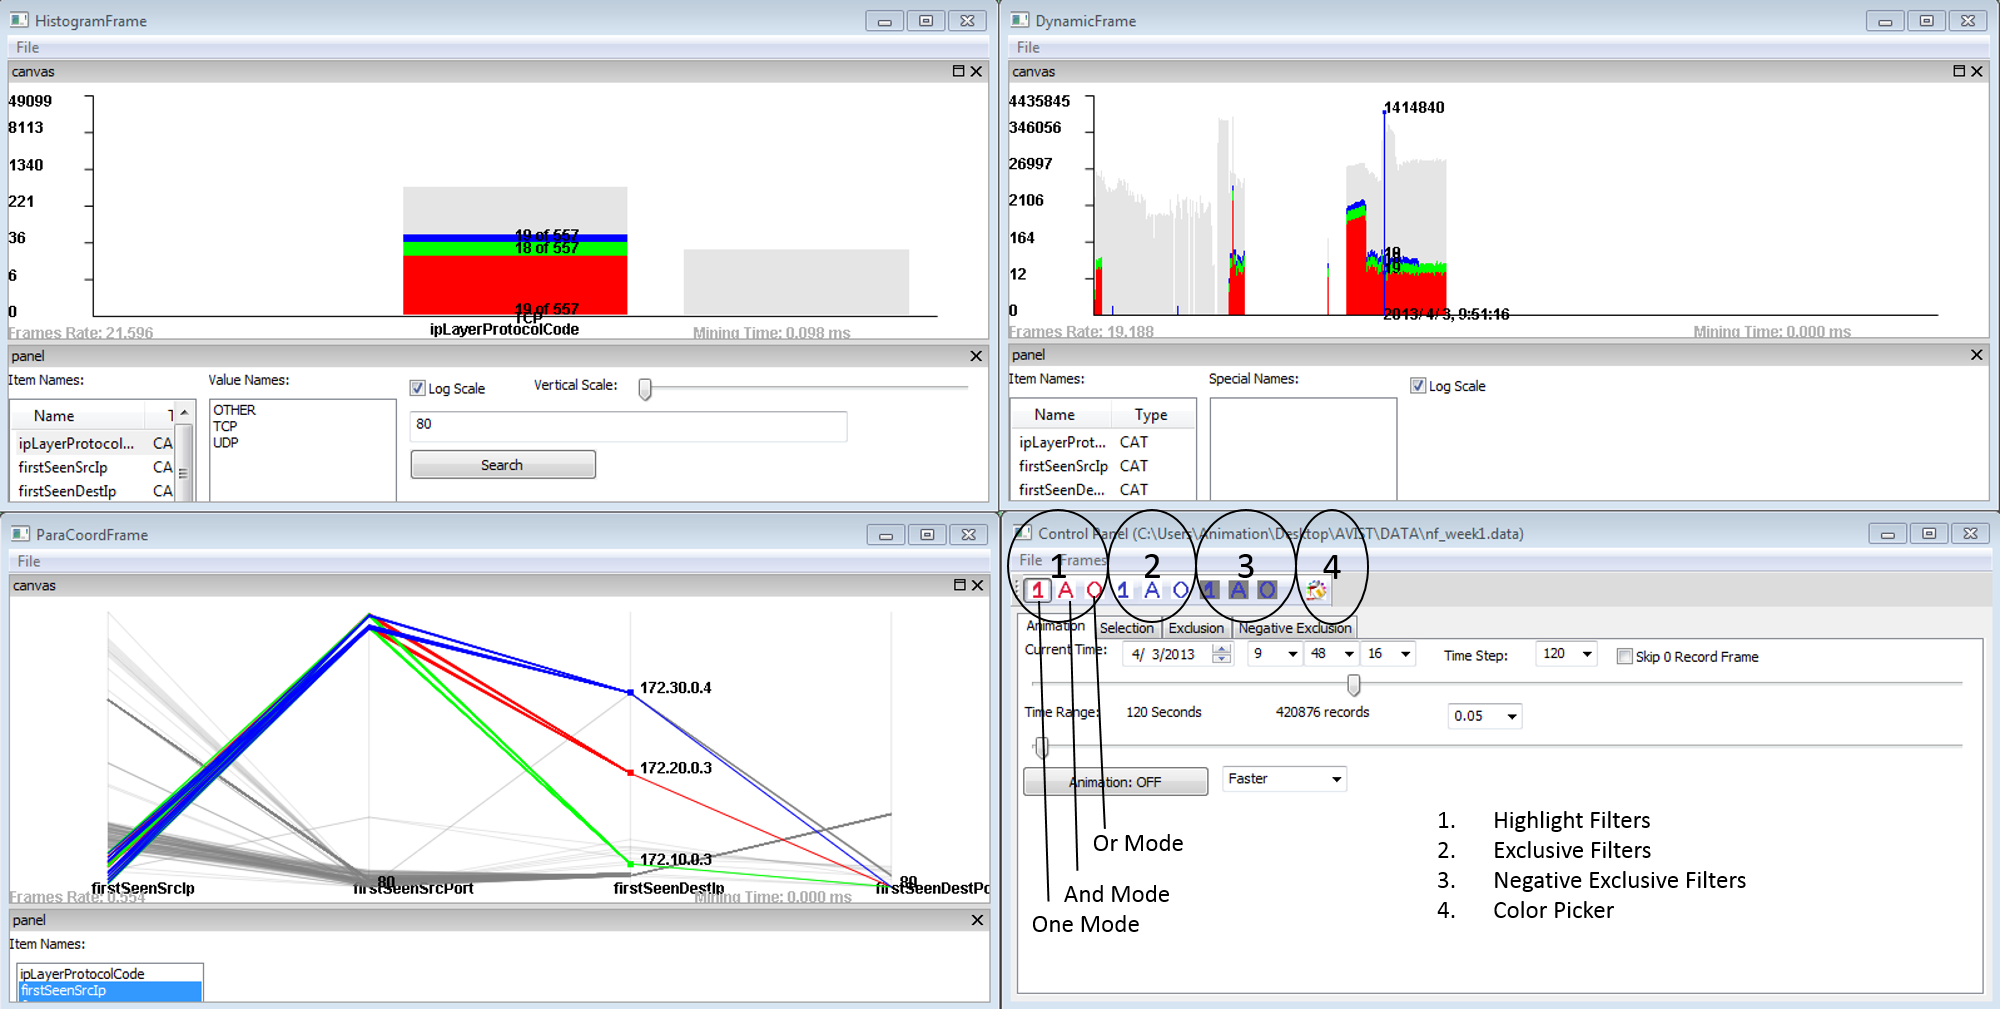 HistogramFrame
File
canvas
49099
8113
1340
221
36
6
0
19 of 557
18 of 557
19 of 557
TCP
ipLayerProtocolCode
Frames Rate: 21.596
Mining Time: 0.098 ms
panel
Item Names:
Value Names:
Log Scale
Vertical Scale:
Name
T
ipLayerProtocol... CA
firstSeenSrcIp CA
firstSeenDestIp CA
OTHER
TCP
UDP
80
Search
DynamicFrame
File
canvas
4435845
346056
26997
2106
164
12
0
1414840
19
19
2013/ 4/ 3, 9:51:16
Frames Rate: 19.188
Mining Time: 0.000 ms
panel
Item Names:
Special Names:
Log Scale
Name Type
ipLayerProt... CAT
firstSeenSrcIp CAT
firstSeenDe... CAT
ParaCoordFrame
File
canvas
172.30.0.4
172.20.0.3
172.10.0.3
80
80
firstSeenSrcIp
firstSeenSrcPort
firstSeenDestIp
firstSeenDestPo
Frames Rate: 0.554
Mining Time: 0.000 ms
panel
Item Names:
ipLayerProtocolCode
firstSeenSrcIp
Control Panel (C:\Users\Animation\Desktop\AVIST\DATA\nf_week1.data)
File Frames
1 2 3 4
1 A O 1 A O 1 A O
Animation Selection Exclusion Negative Exclusion
Current Time: 4/ 3/2013 9 48 16 Time Step: 120 Skip 0 Record Frame
Time Range: 120 Seconds 420876 records 0.05
Animation: OFF Faster
Or Mode
And Mode
One Mode
1. Highlight Filters
2. Exclusive Filters
3. Negative Exclusive Filters
4. Color Picker